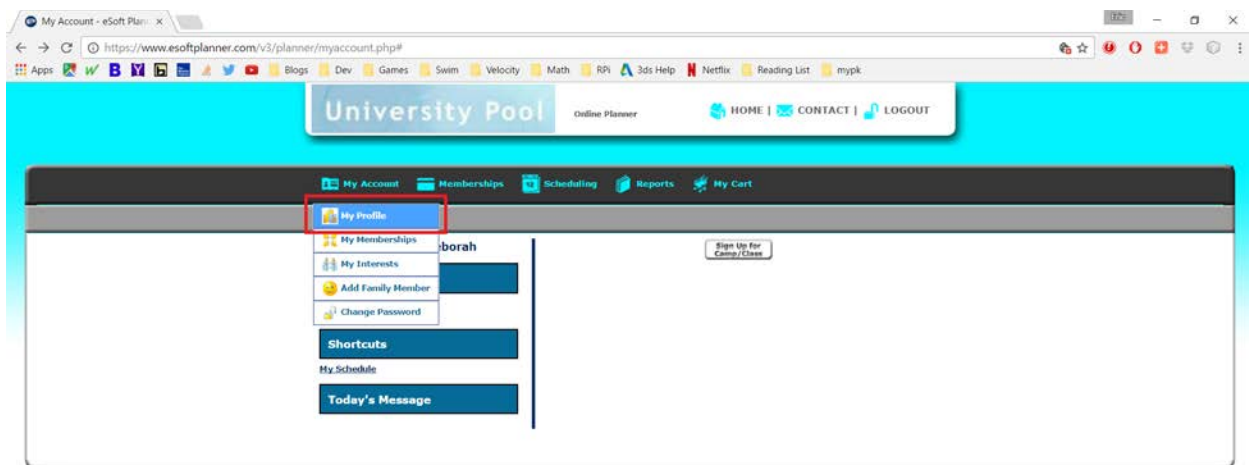 My Account - eSoft Plann
https://www.esoftplanner.com/v3/planner/myaccount.php#
Apps Blogs Dev Games Swim Velocity Math RPi 3ds Help Netflix Reading List mypk
University Pool Online Planner HOME | CONTACT | LOGOUT
My Account Memberships Scheduling Reports My Cart
My Profile
My Memberships
eborah
Sign Up for
Camp/Class
My Interests
Add Family Member
Change Password
Shortcuts
My Schedule
Today's Message